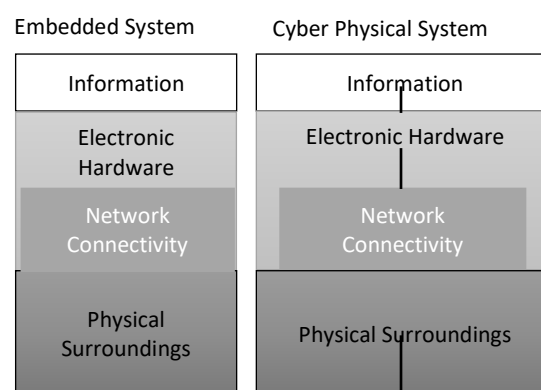 Embedded System
Cyber Physical System
Information
Electronic
Hardware
Network
Connectivity
Physical
Surroundings
Information
Electronic Hardware
Network
Connectivity
Physical Surroundings